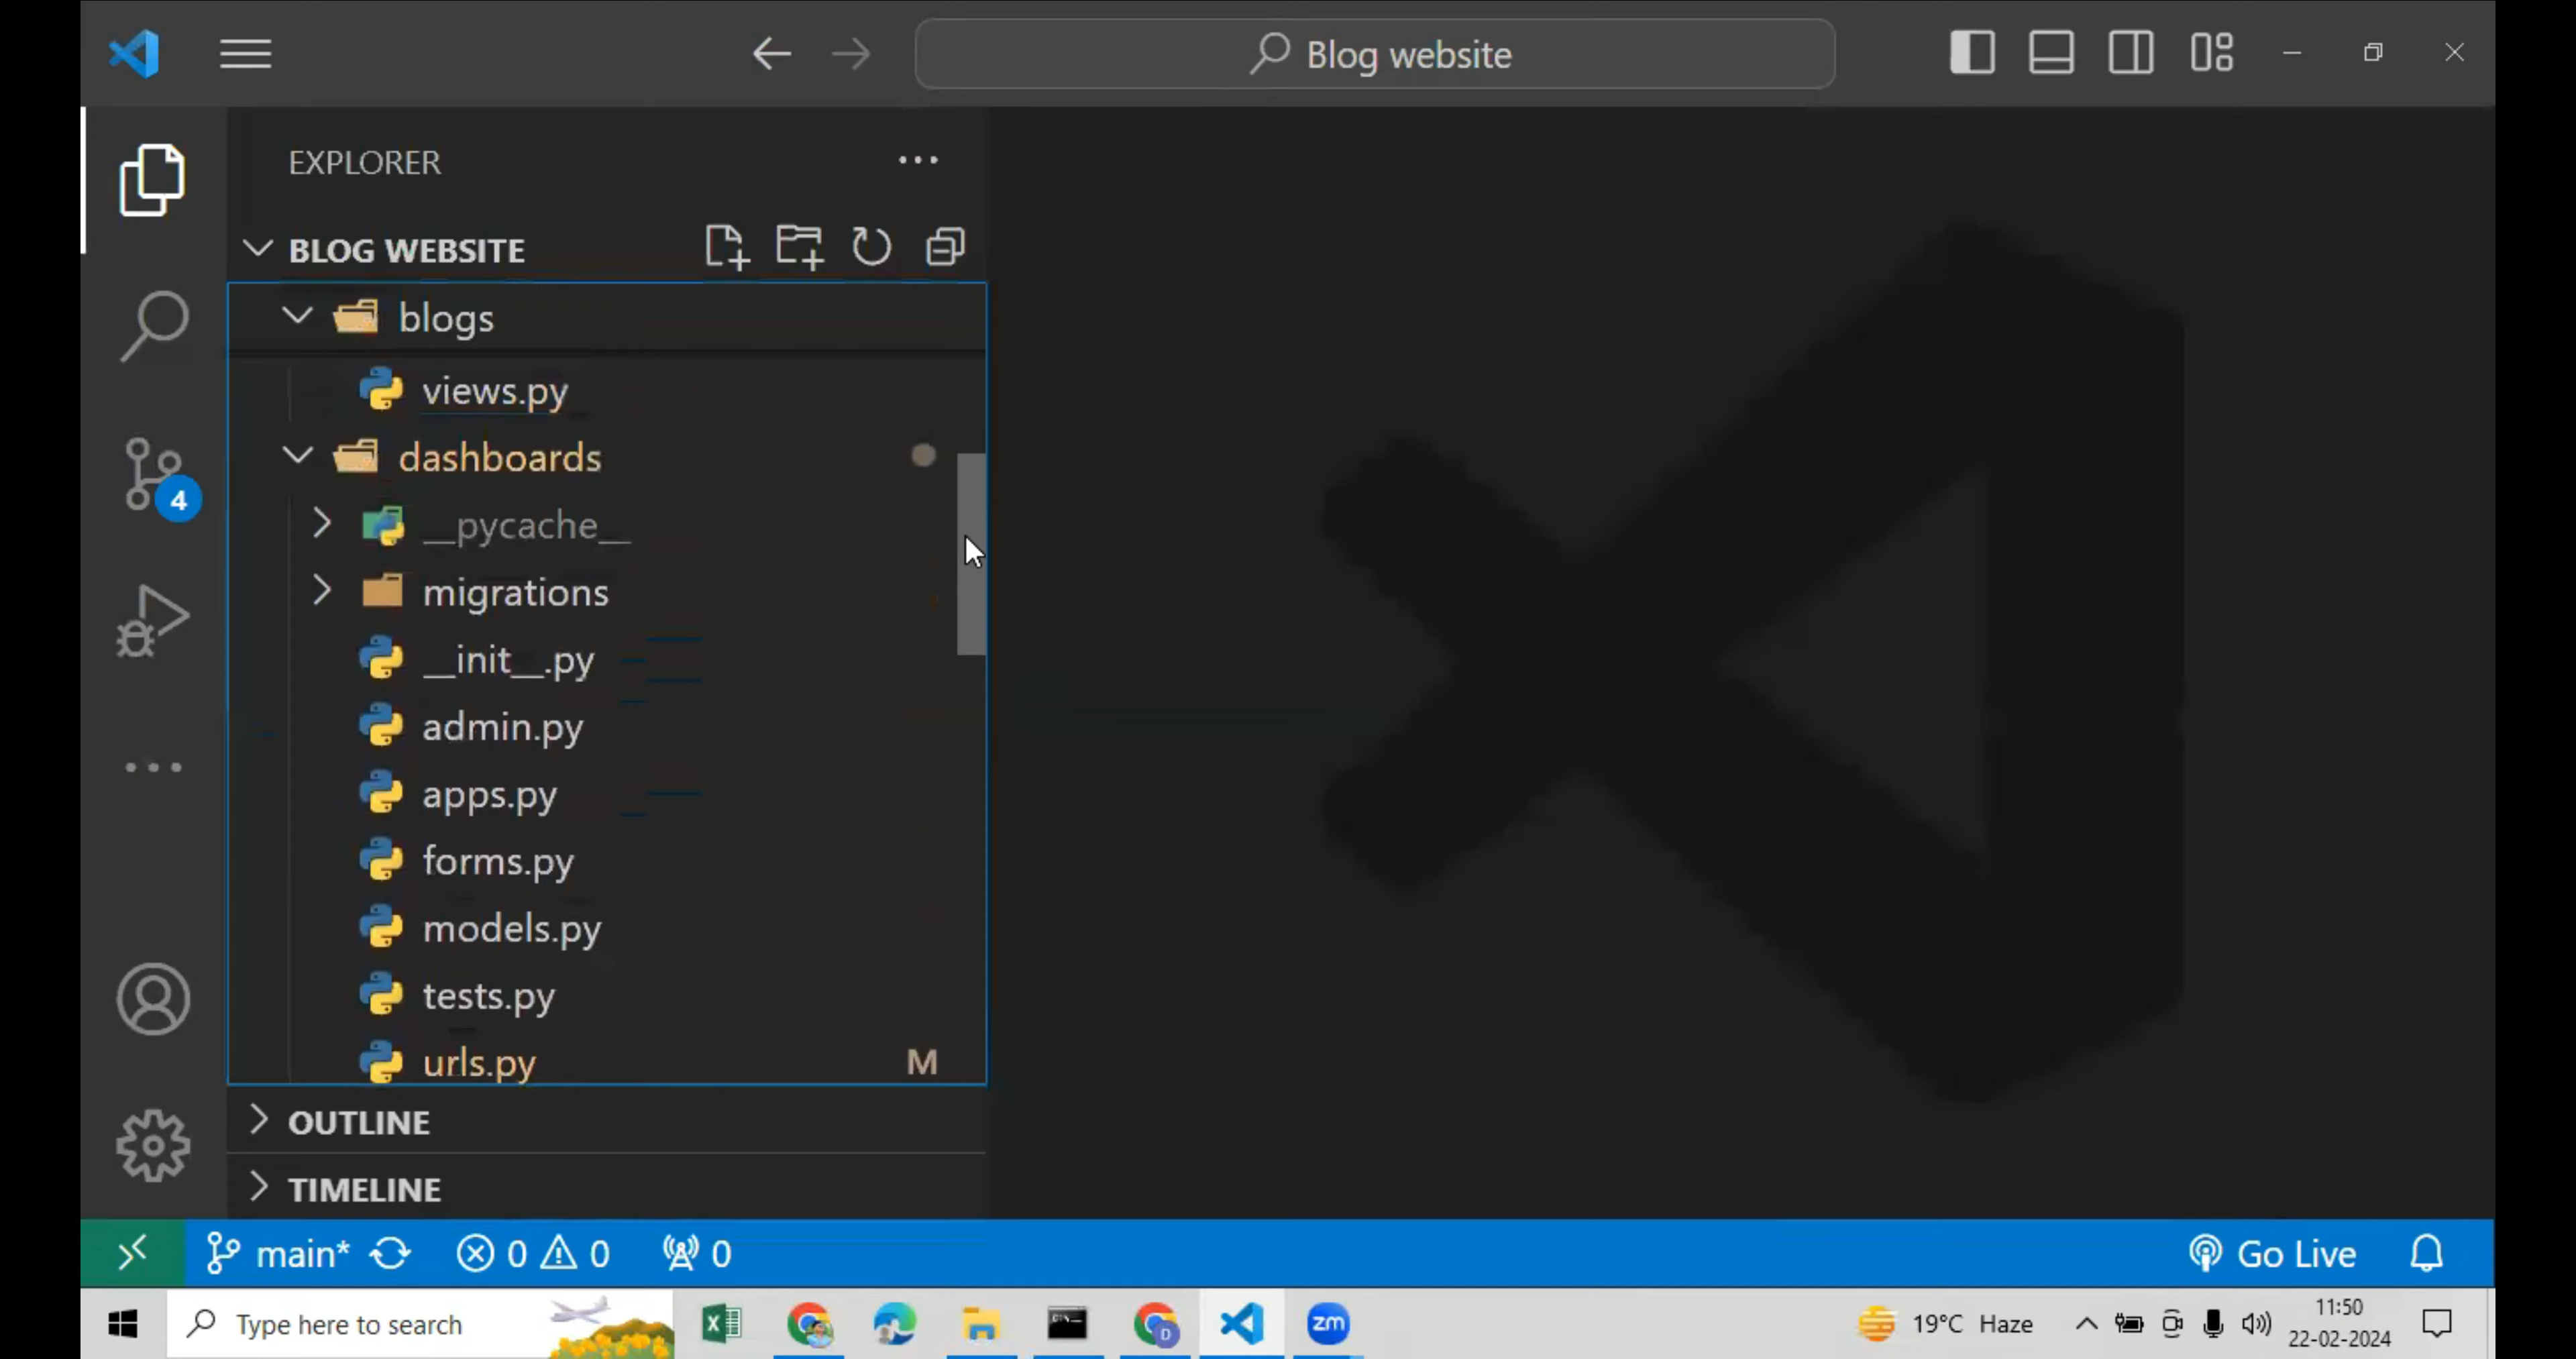 Blog website
EXPLORER
BLOG WEBSITE
blogs
views.py
dashboards
__pycache__
migrations
__init__.py
admin.py
apps.py
forms.py
models.py
tests.py
urls.py M
4
OUTLINE
TIMELINE
main* 0 0 0 Go Live
Type here to search
D
zm
19°C Haze
11:50
22-02-2024